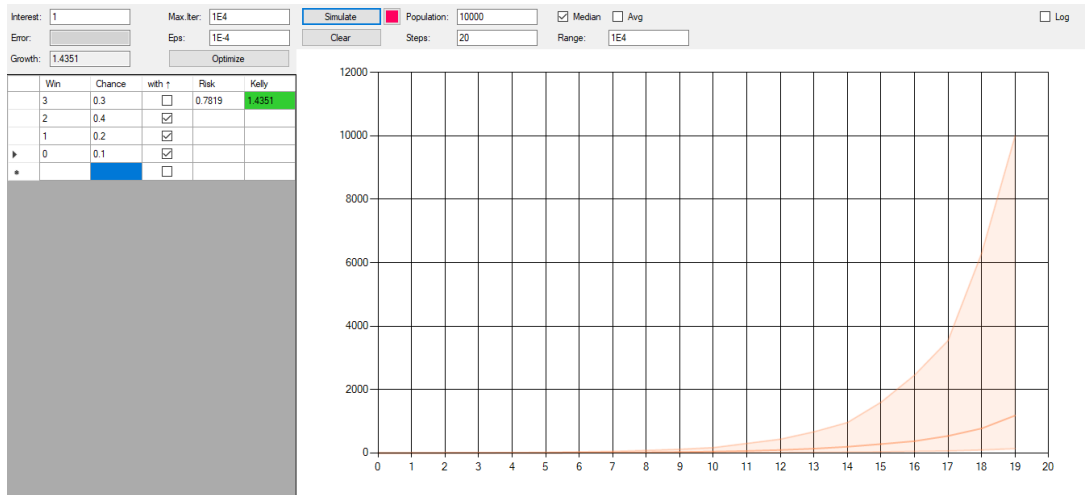 Interest: 1 Max.Iter: 1E4 Simulate Population: 10000 Median Avg Log
Error: Eps: 1E-4 Clear Steps: 20 Range: 1E4
Growth: 1.4351 Optimize
Win Chance with ↑ Risk Kelly
3 0.3 0.7819 1.4351
2 0.4
1 0.2
0 0.1
12000
10000
8000
6000
4000
2000
0
0 1 2 3 4 5 6 7 8 9 10 11 12 13 14 15 16 17 18 19 20